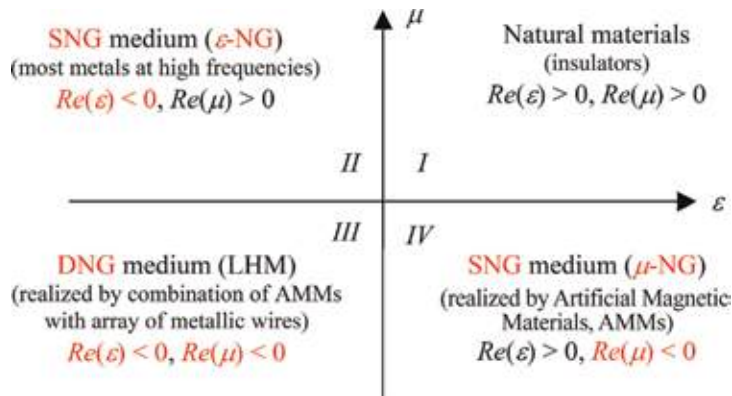 μ
SNG medium (ε-NG)
(most metals at high frequencies)
Re(ε) < 0, Re(μ) > 0
Natural materials
(insulators)
Re(ε) > 0, Re(μ) > 0
II
I
ε
III
IV
DNG medium (LHM)
(realized by combination of AMMs
with array of metallic wires)
Re(ε) < 0, Re(μ) < 0
SNG medium (μ-NG)
(realized by Artificial Magnetic
Materials, AMMs)
Re(ε) > 0, Re(μ) < 0